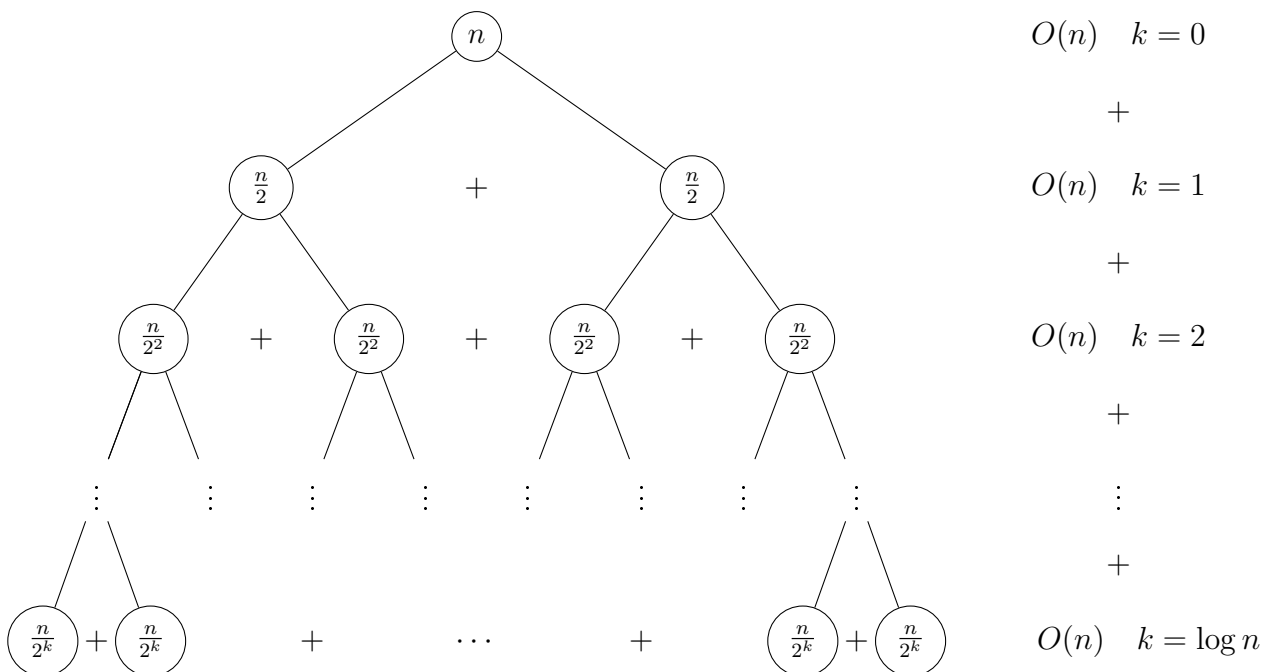 n O(n) k = 0
+
n/2 + n/2 O(n) k = 1
+
n/2² + n/2² + n/2² + n/2² O(n) k = 2
+
⋮ ⋮ ⋮ ⋮ ⋮ ⋮ ⋮ ⋮ ⋮
+
n/2ᵏ + n/2ᵏ + ⋯ + n/2ᵏ + n/2ᵏ O(n) k = log n